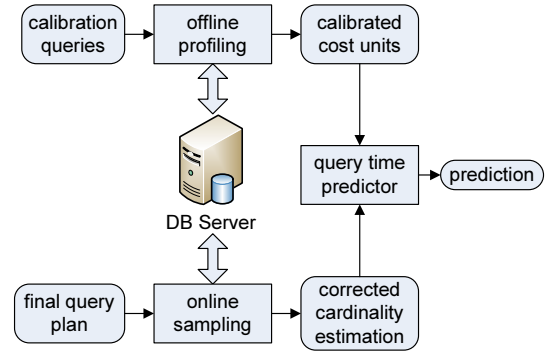 calibration
queries
offline
profiling
calibrated
cost units
query time
predictor
prediction
DB Server
final query
plan
online
sampling
corrected
cardinality
estimation